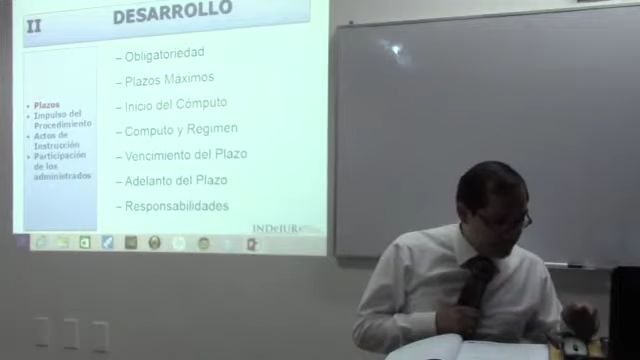 II
DESARROLLO
• Plazos
• Impulso del
Procedimiento
• Actos de
Instrucción
• Participación
de los
administrados
– Obligatoriedad
– Plazos Máximos
– Inicio del Cómputo
– Computo y Régimen
– Vencimiento del Plazo
– Adelanto del Plazo
– Responsabilidades
INDeJUR